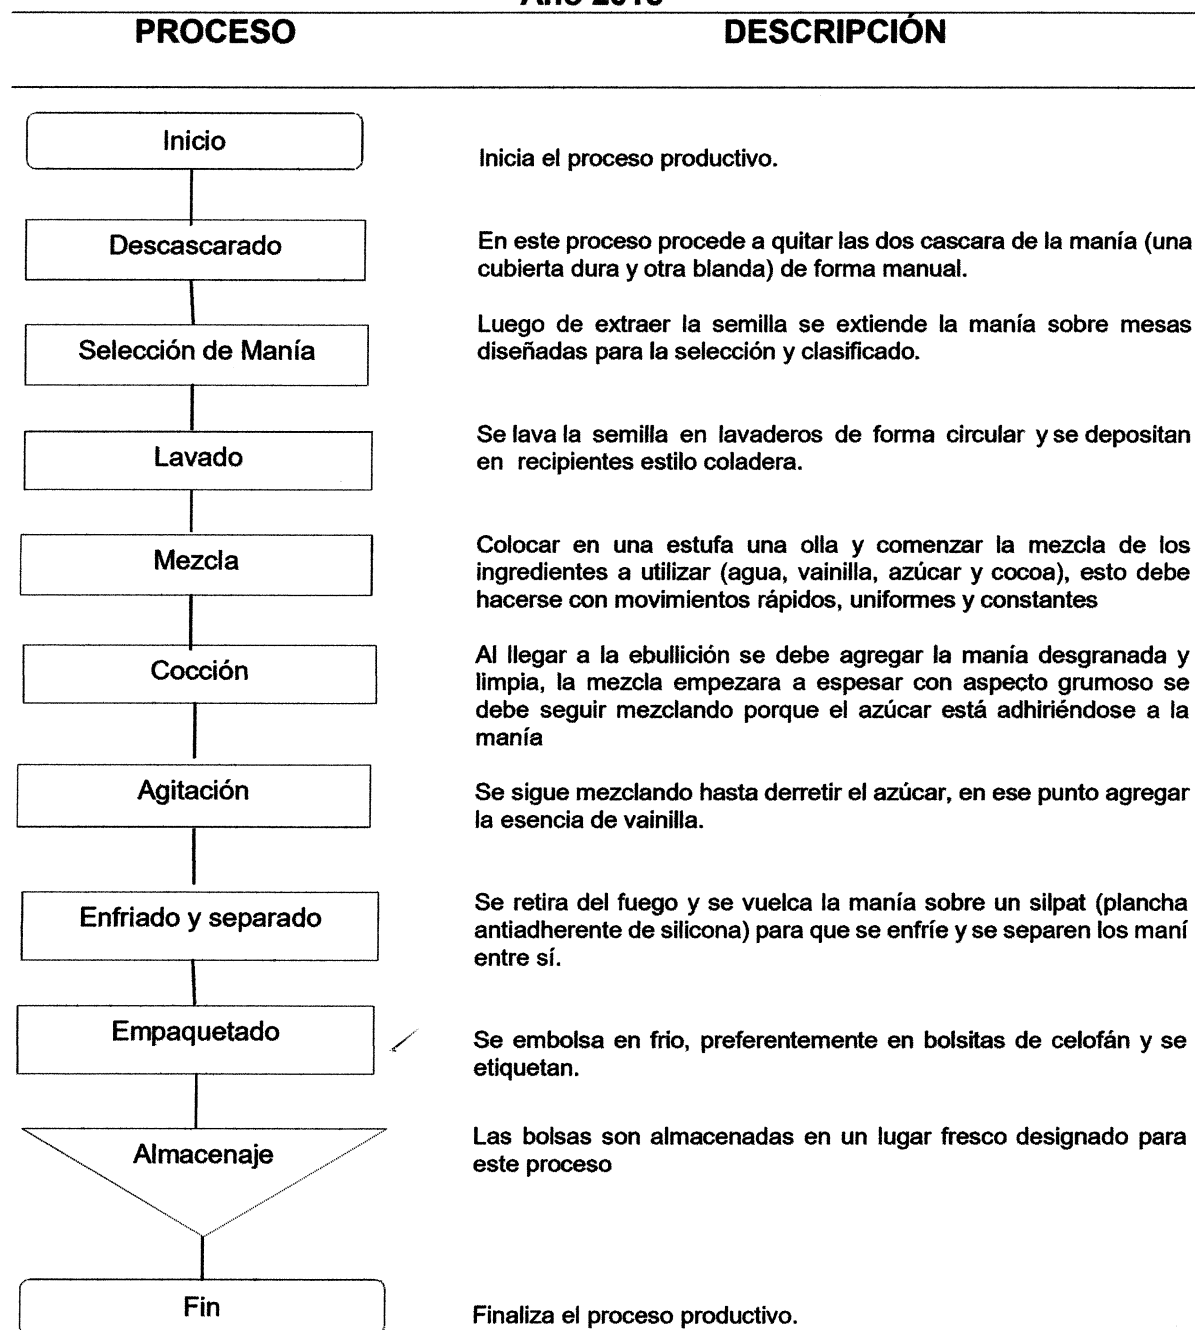 PROCESO DESCRIPCIÓN
Inicio
Inicia el proceso productivo.
Descascarado
En este proceso procede a quitar las dos cascara de la manía (una
cubierta dura y otra blanda) de forma manual.
Selección de Manía
Luego de extraer la semilla se extiende la manía sobre mesas
diseñadas para la selección y clasificado.
Lavado
Se lava la semilla en lavaderos de forma circular y se depositan
en recipientes estilo coladera.
Mezcla
Colocar en una estufa una olla y comenzar la mezcla de los
ingredientes a utilizar (agua, vainilla, azúcar y cocoa), esto debe
hacerse con movimientos rápidos, uniformes y constantes
Cocción
Al llegar a la ebullición se debe agregar la manía desgranada y
limpia, la mezcla empezara a espesar con aspecto grumoso se
debe seguir mezclando porque el azúcar está adhiriéndose a la
manía
Agitación
Se sigue mezclando hasta derretir el azúcar, en ese punto agregar
la esencia de vainilla.
Enfriado y separado
Se retira del fuego y se vuelca la manía sobre un silpat (plancha
antiadherente de silicona) para que se enfríe y se separen los maní
entre sí.
Empaquetado
Se embolsa en frio, preferentemente en bolsitas de celofán y se
etiquetan.
Almacenaje
Las bolsas son almacenadas en un lugar fresco designado para
este proceso
Fin
Finaliza el proceso productivo.